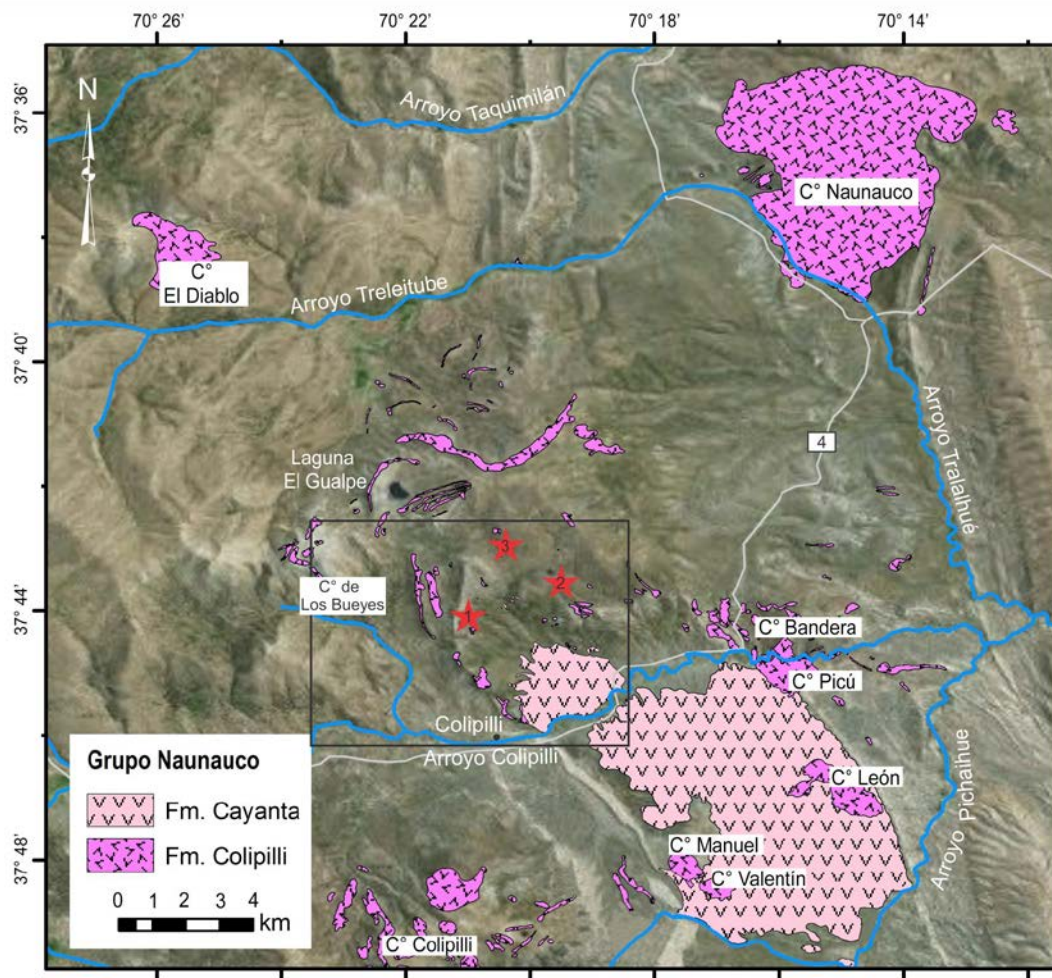 70° 26'
70° 22'
70° 18'
70° 14'
37° 36'
37° 40'
37° 44'
37° 48'
N
Arroyo Taquimilán
C° Naunauco
C°
El Diablo
Arroyo Treleitube
4
Arroyo Tralalhué
Laguna
El Gualpe
3
2
1
C° de
Los Bueyes
C° Bandera
C° Picú
Colipilli
Arroyo Colipilli
C° León
Arroyo Pichaihue
C° Manuel
C° Valentín
C° Colipilli
Grupo Naunauco
Fm. Cayanta
Fm. Colipilli
0 1 2 3 4
km